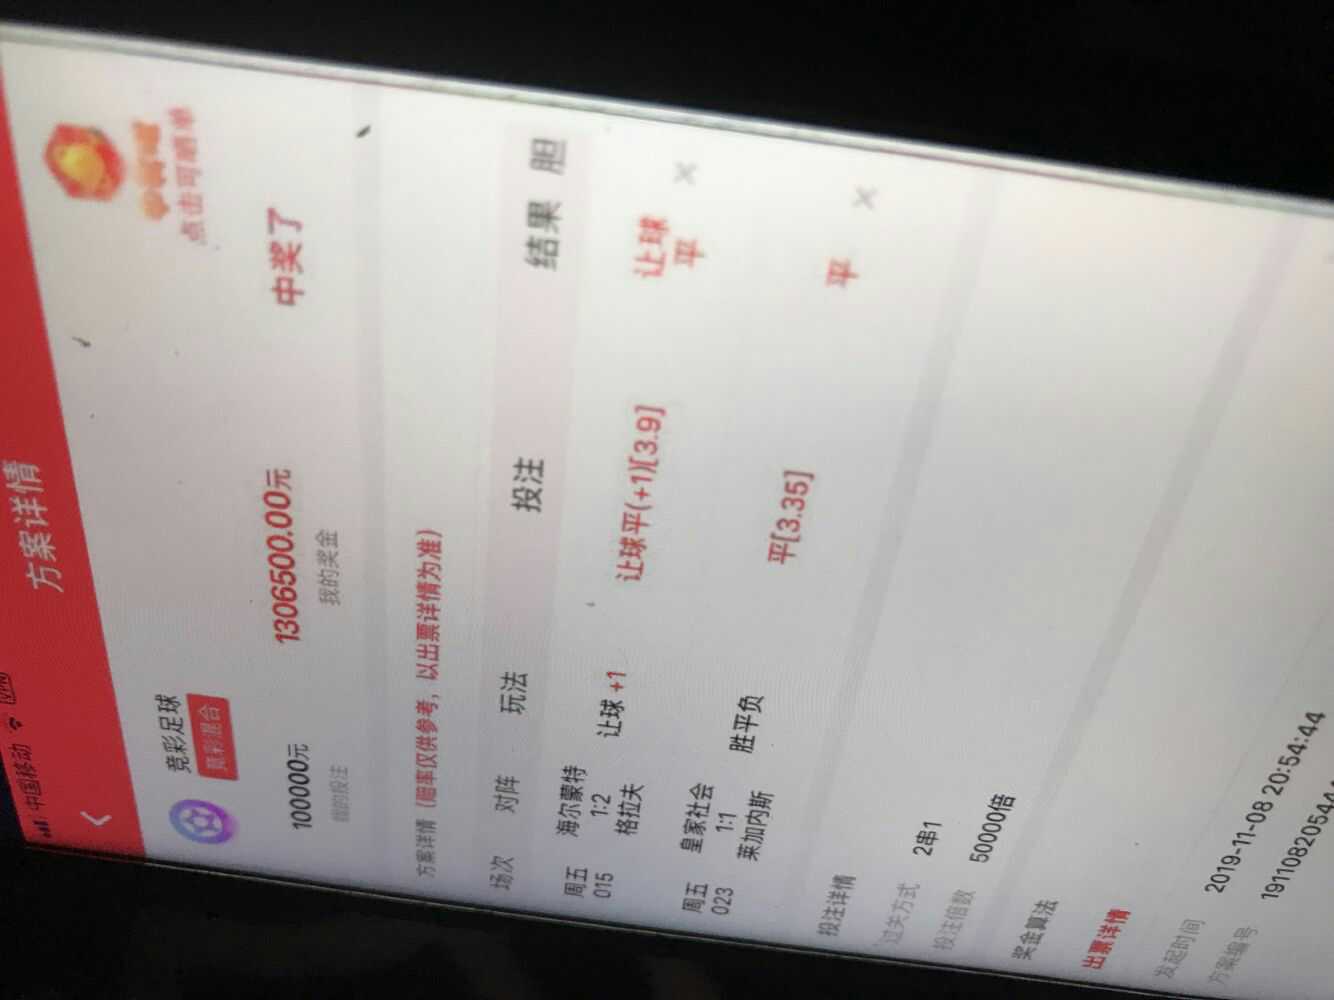 中国移动 VPN
方案详情
竞彩足球
竞彩混合
点击可晒单
100000元
我的投注
1306500.00元
我的奖金
中奖了
方案详情（赔率仅供参考，以出票详情为准）
场次 对阵 玩法 投注 结果 胆
周五
015
海尔蒙特
1:2
格拉夫
让球 +1
让球平(+1)[3.9]
让球
平
×
周五
023
皇家社会
1:1
莱加内斯
胜平负
平[3.35]
平
×
投注详情
过关方式 2串1
投注倍数 50000倍
奖金算法
出票详情
发起时间 2019-11-08 20:54:44
方案编号 1911082054